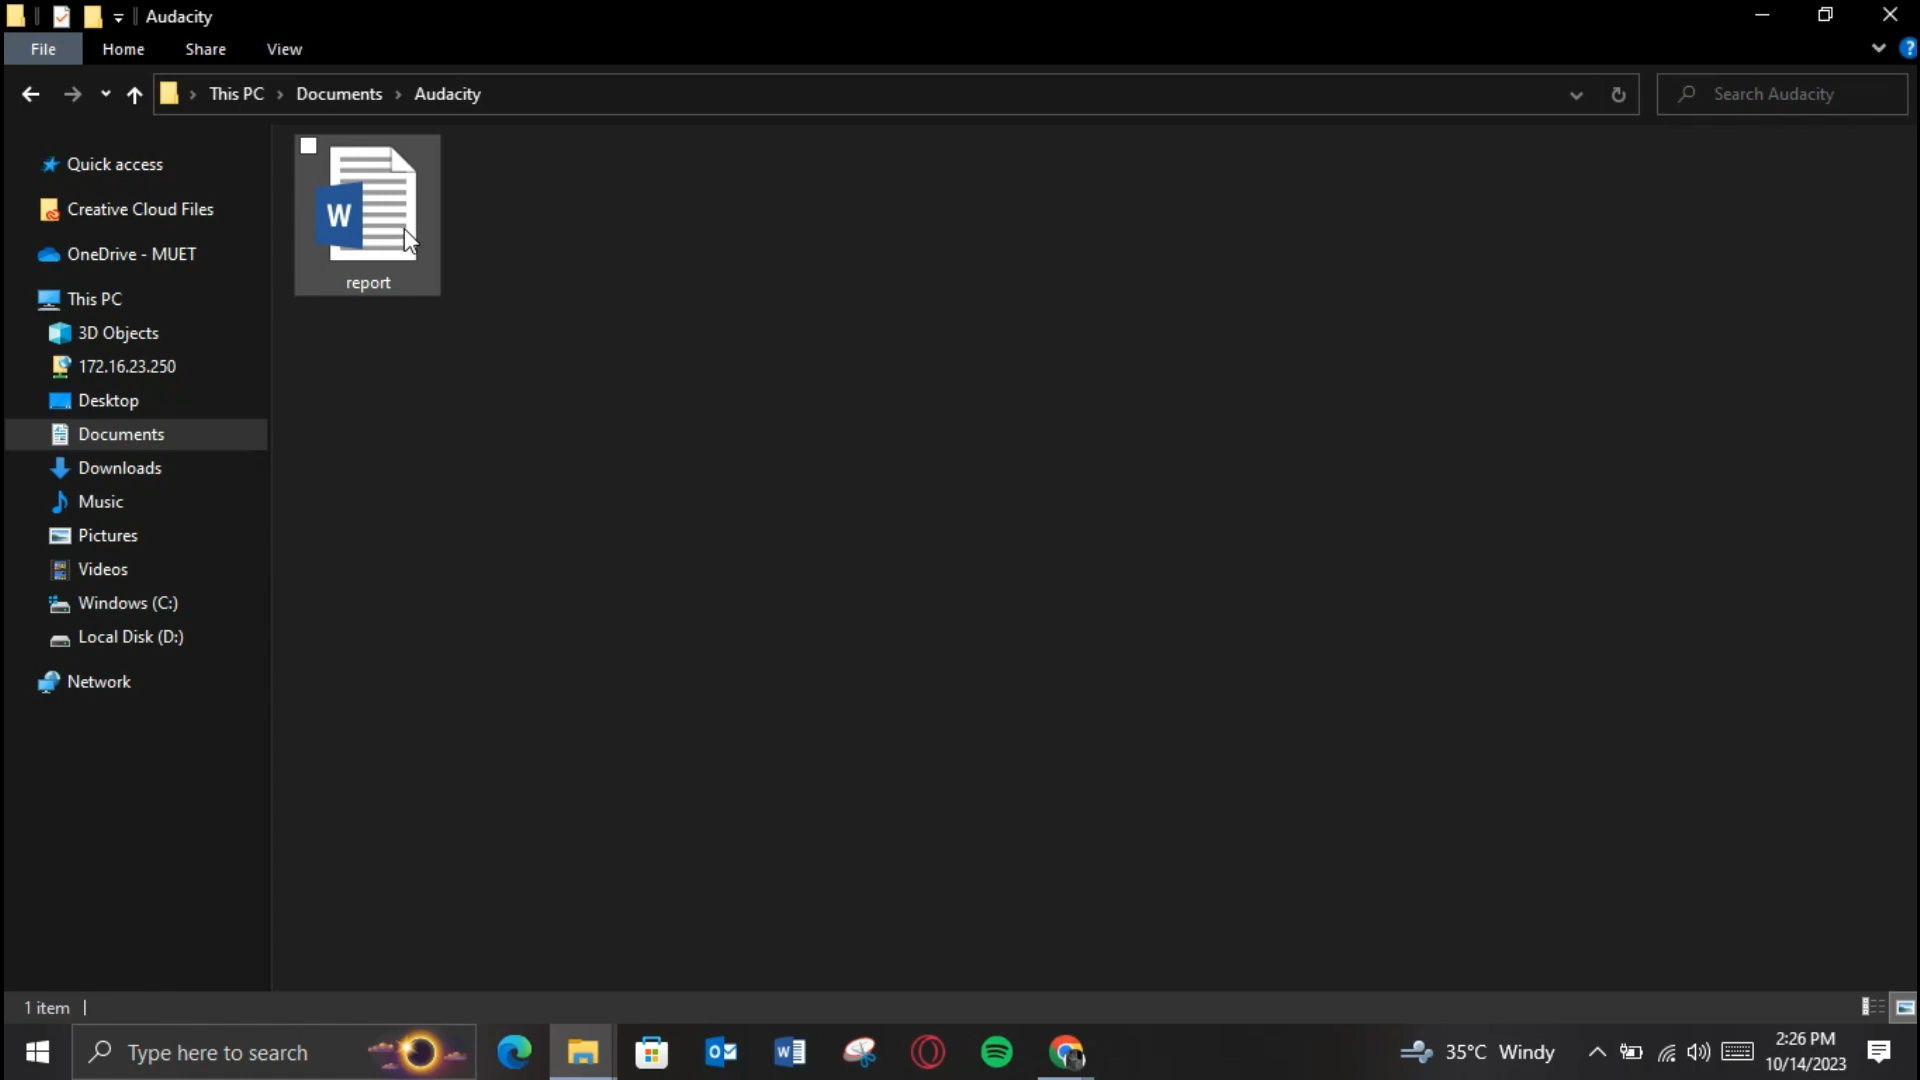 Audacity
File Home Share View
?
This PC > Documents > Audacity
Search Audacity
Quick access
Creative Cloud Files
OneDrive - MUET
This PC
3D Objects
172.16.23.250
Desktop
Documents
Downloads
Music
Pictures
Videos
Windows (C:)
Local Disk (D:)
Network
W
report
1 item
Type here to search
35°C Windy
2:26 PM
10/14/2023